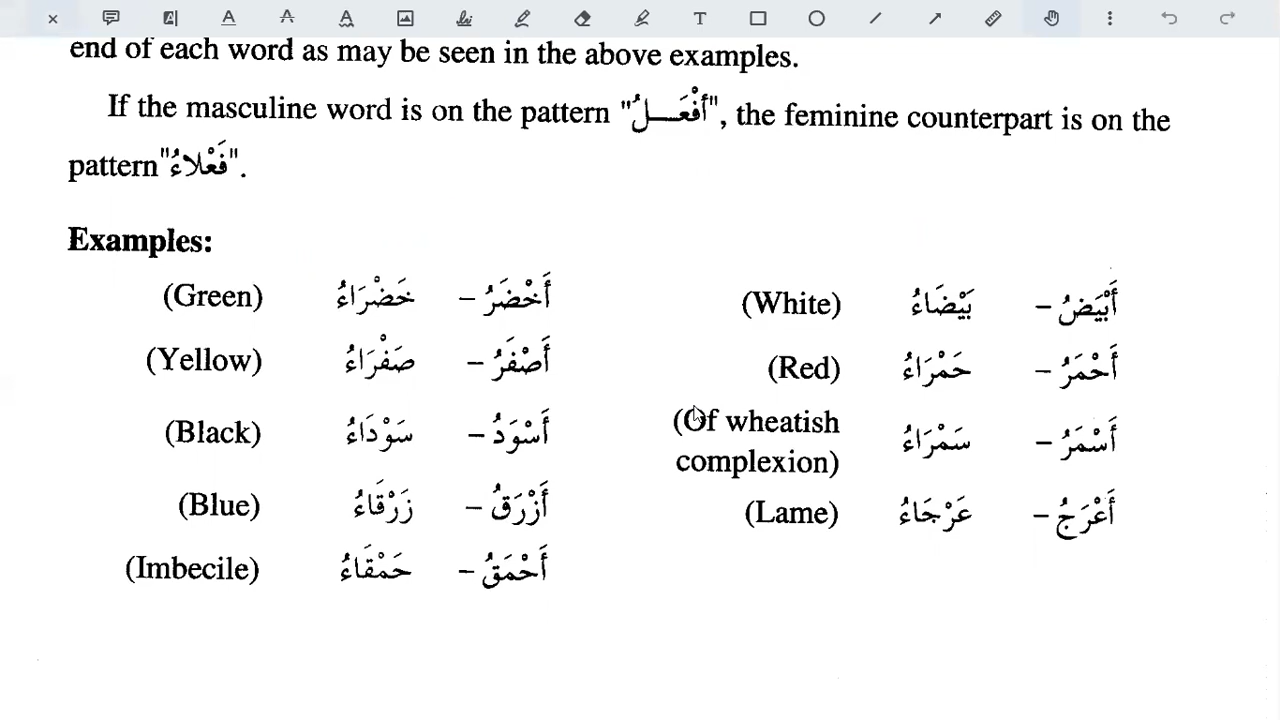 end of each word as may be seen in the above examples.
If the masculine word is on the pattern "أَفْعَـــلُ", the feminine counterpart is on the
pattern "فَعْلاَءُ".
Examples:
(Green) خَضْرَاءُ – أَخْضَرُ (White) بَيْضَاءُ – أَبْيَضُ
(Yellow) صَفْرَاءُ – أَصْفَرُ (Red) حَمْرَاءُ – أَحْمَرُ
(Black) سَوْدَاءُ – أَسْوَدُ (Of wheatish
complexion) سَمْرَاءُ – أَسْمَرُ
(Blue) زَرْقَاءُ – أَزْرَقُ (Lame) عَرْجَاءُ – أَعْرَجُ
(Imbecile) حَمْقَاءُ – أَحْمَقُ